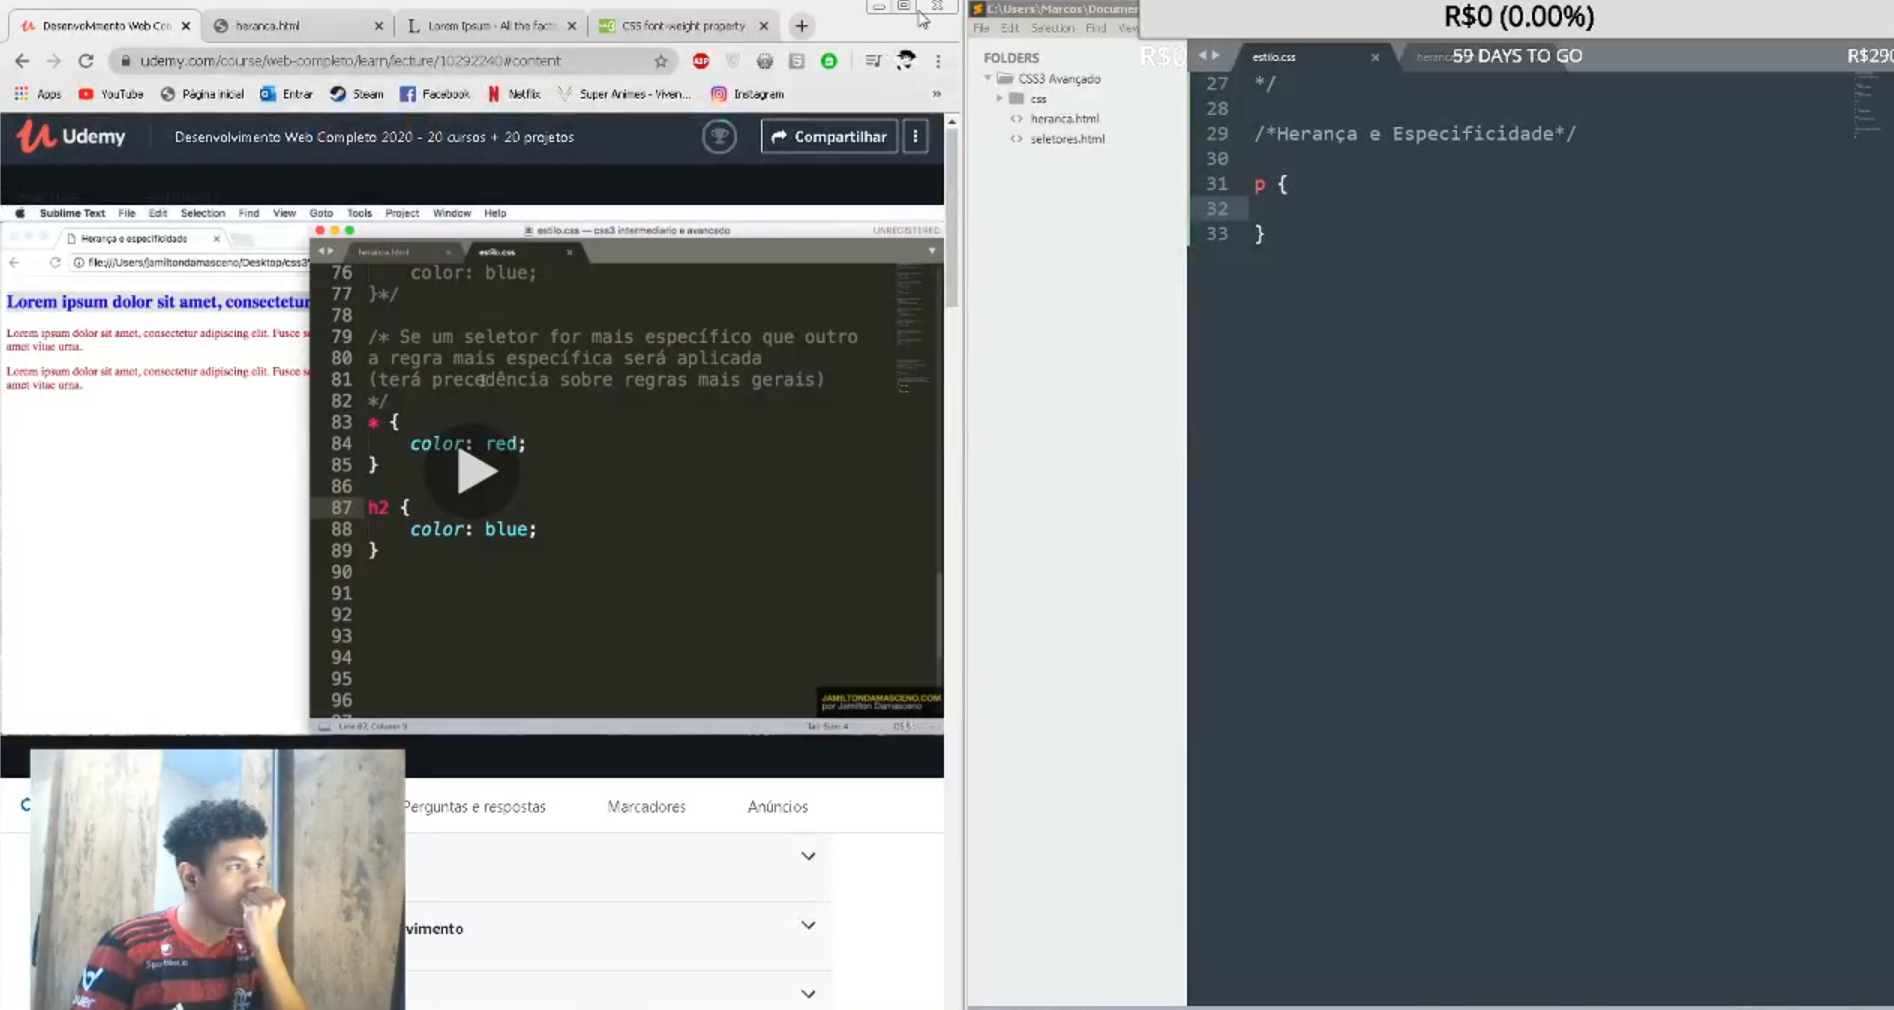 Desenvolvimento Web Con
heranca.html
Lorem Ipsum - All the facts
CSS font-weight property
udemy.com/course/web-completo/learn/lecture/10292240#content
ABP
Apps
YouTube
Página inicial
Entrar
Steam
Facebook
Netflix
Super Animes - Viven...
Instagram
»
Udemy
Desenvolvimento Web Completo 2020 - 20 cursos + 20 projetos
Compartilhar
Sublime Text File Edit Selection Find View Goto Tools Project Window Help
Herança e especificidade
file:///Users/jamiltondamasceno/Desktop/css3
Lorem ipsum dolor sit amet, consectetur
Lorem ipsum dolor sit amet, consectetur adipiscing elit. Fusce s
amet vitae urna.
Lorem ipsum dolor sit amet, consectetur adipiscing elit. Fusce s
amet vitae urna.
estilo.css — css3 intermediario e avancado
UNREGISTERED
heranca.html
estilo.css
76 color: blue;
77 }*/
78
79 /* Se um seletor for mais específico que outro
80 a regra mais específica será aplicada
81 (terá precedência sobre regras mais gerais)
82 */
83 * {
84 color: red;
85 }
86
87 h2 {
88 color: blue;
89 }
90
91
92
93
94
95
96
JAMILTONDAMASCENO.COM
por Jamilton Damasceno
Line 87, Column 3
Tab Size: 4
CSS
Perguntas e respostas
Marcadores
Anúncios
vimento
C:\Users\Marcos\Documen
File Edit Selection Find View
R$0 (0.00%)
R$0
59 DAYS TO GO
R$290
FOLDERS
CSS3 Avançado
css
heranca.html
seletores.html
estilo.css
heranc
27 */
28
29 /*Herança e Especificidade*/
30
31 p {
32
33 }